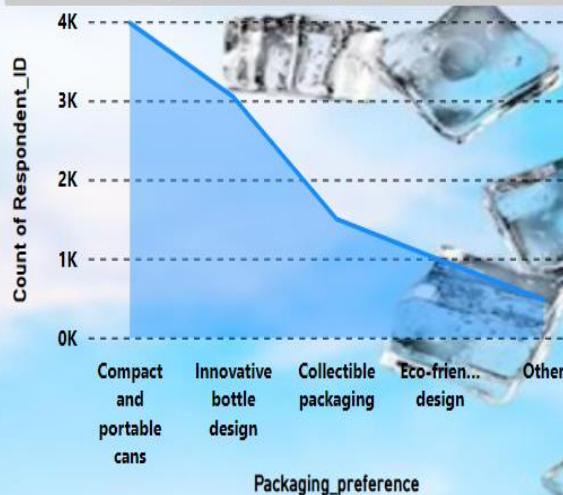 Count of Respondent_ID
4K
3K
2K
1K
0K
Compact and portable cans
Innovative bottle design
Collectible packaging
Eco-frien... design
Other
Packaging_preference